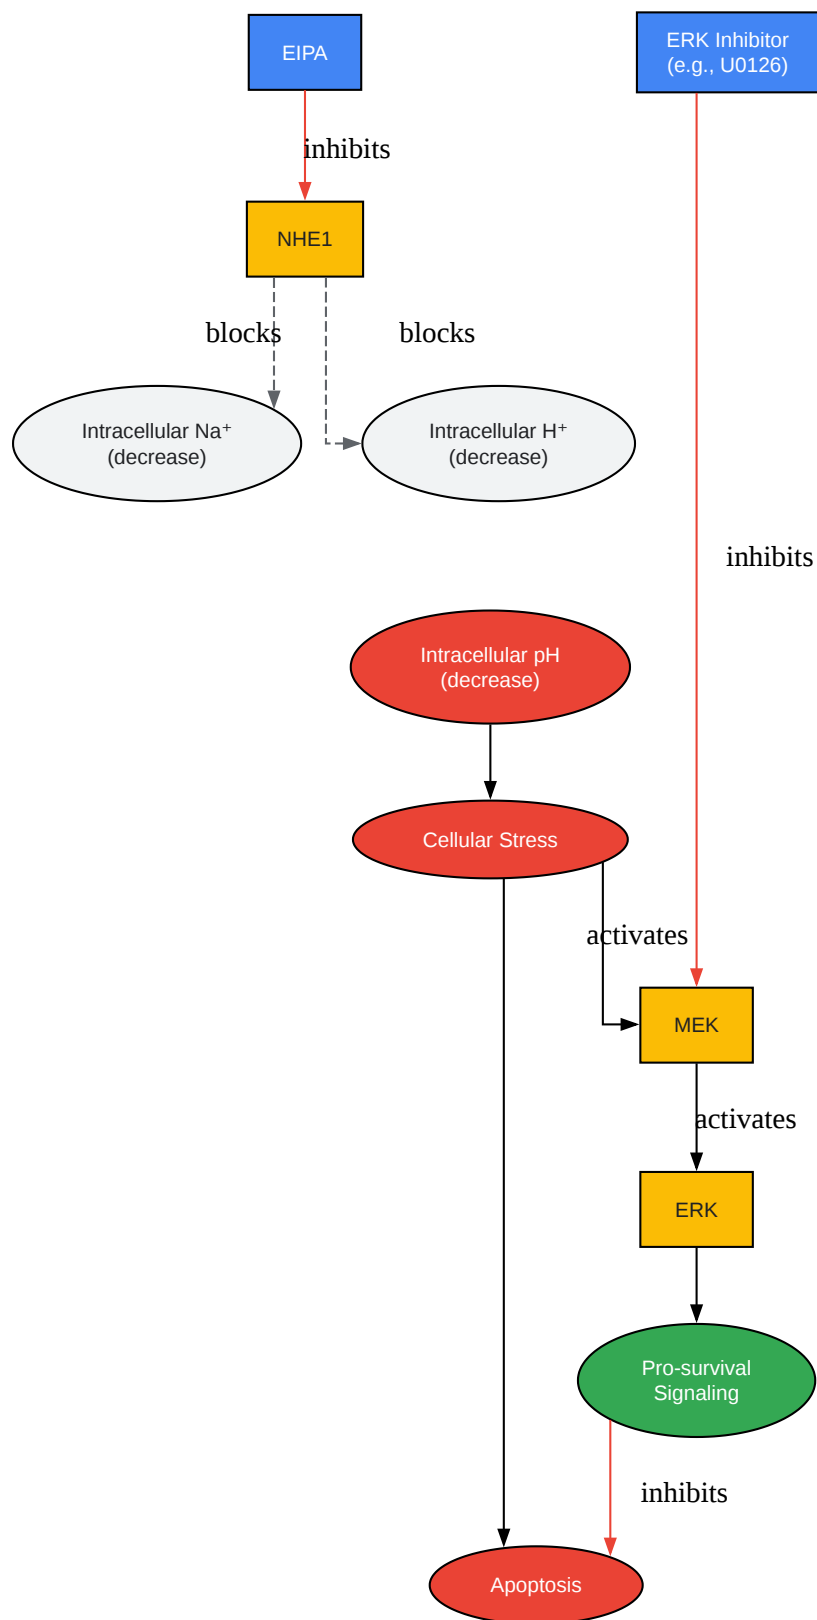 EIPA
ERK Inhibitor
(e.g., U0126)
inhibits
NHE1
blocks
blocks
Intracellular Na⁺
(decrease)
Intracellular H⁺
(decrease)
inhibits
Intracellular pH
(decrease)
Cellular Stress
activates
MEK
activates
ERK
Pro-survival
Signaling
inhibits
Apoptosis